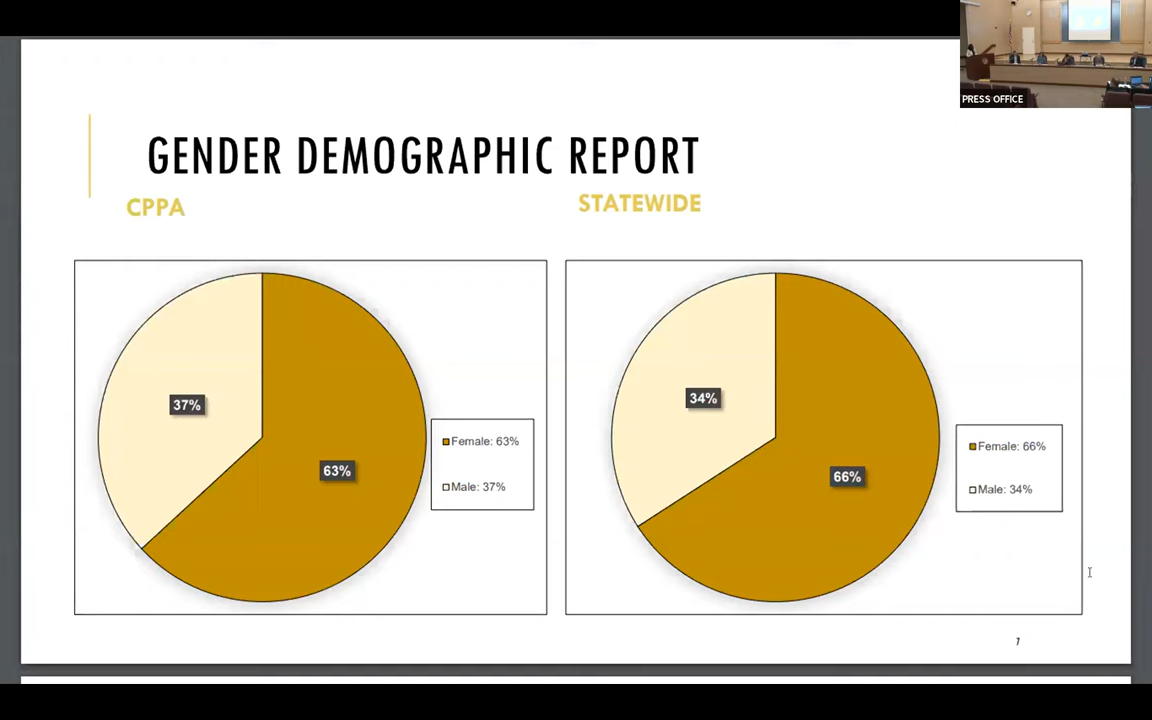 PRESS OFFICE
GENDER DEMOGRAPHIC REPORT
CPPA
STATEWIDE
37%
63%
Female: 63%
Male: 37%
34%
66%
Female: 66%
Male: 34%
7